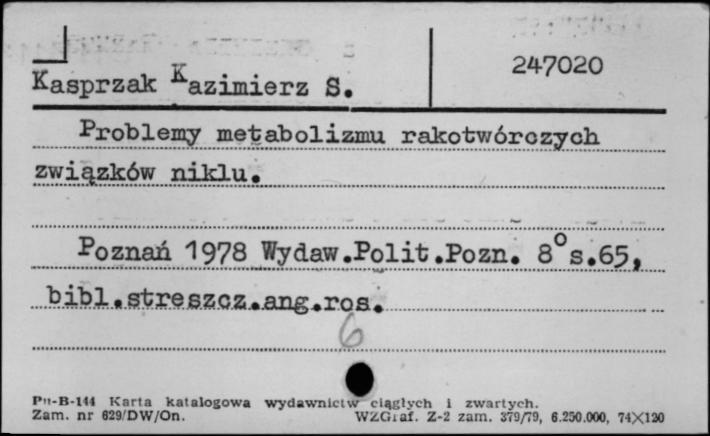 Kasprzak Kazimierz S.
247020
Problemy metabolizmu rakotwórczych
związków niklu.
Poznań 1978 Wydaw.Polit.Pozn. 8° s.65,
bibl.streszcz.ang.ros.
6
Pu-B-144 Karta katalogowa wydawnictw ciągłych i zwartych.
Zam. nr 629/DW/On. WZGraf. Z-2 zam. 379/79, 6.250.000, 74×120